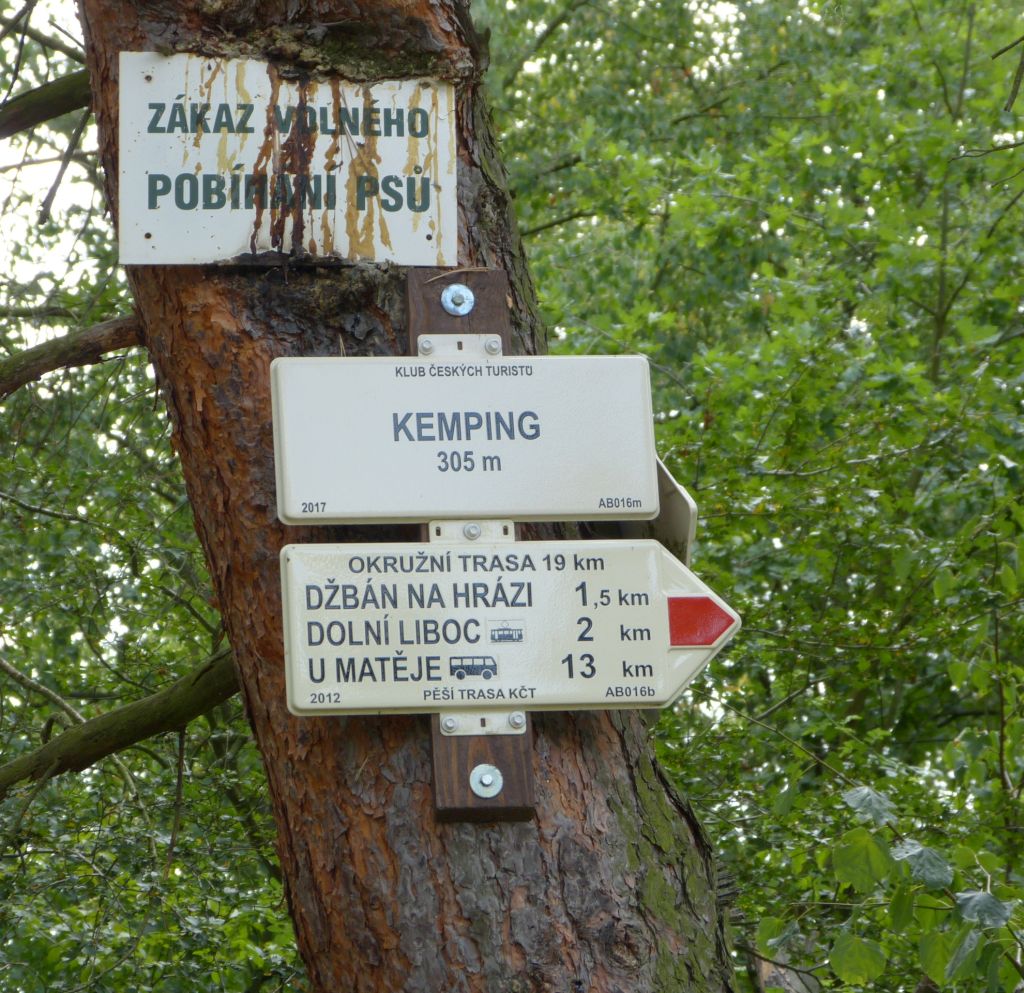 ZÁKAZ VOLNÉHO
POBÍHÁNÍ PSŮ
KLUB ČESKÝCH TURISTŮ
KEMPING
305 m
2017 AB016m
OKRUŽNÍ TRASA 19 km
DŽBÁN NA HRÁZI 1,5 km
DOLNÍ LIBOC 2 km
U MATĚJE 13 km
2012 PĚŠÍ TRASA KČT AB016b